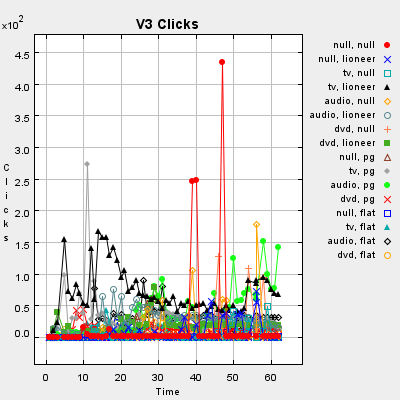 V3 Clicks
x10²
4.5
4.0
3.5
3.0
2.5
2.0
1.5
1.0
0.5
0.0
Clicks
0 10 20 30 40 50 60
Time
null, null
null, lioneer
tv, null
tv, lioneer
audio, null
audio, lioneer
dvd, null
dvd, lioneer
null, pg
tv, pg
audio, pg
dvd, pg
null, flat
tv, flat
audio, flat
dvd, flat